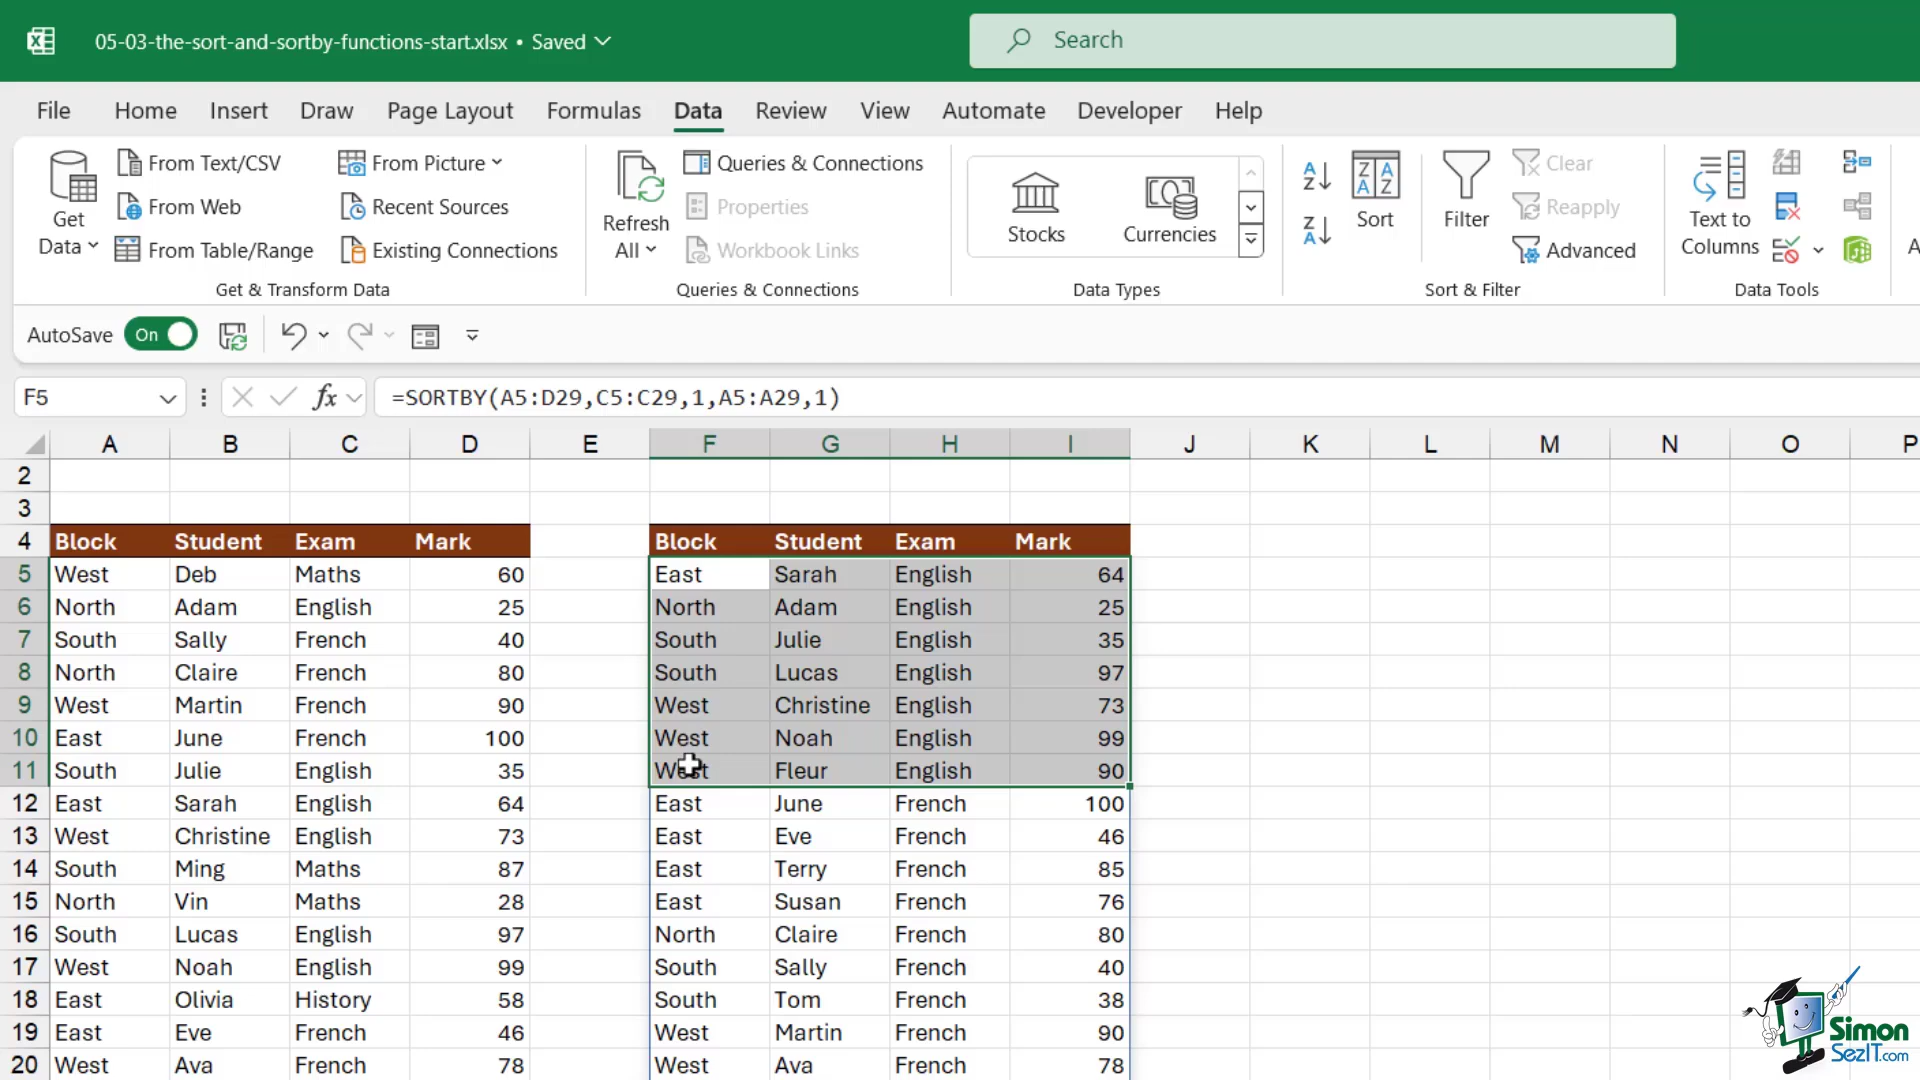 05-03-the-sort-and-sortby-functions-start.xlsx • Saved
Search
File Home Insert Draw Page Layout Formulas Data Review View Automate Developer Help
Get Data
From Text/CSV
From Web
From Table/Range
From Picture
Recent Sources
Existing Connections
Get & Transform Data
Refresh All
Queries & Connections
Properties
Workbook Links
Queries & Connections
Stocks
Currencies
Data Types
Sort
Filter
Clear
Reapply
Advanced
Sort & Filter
Text to Columns
Data Tools
AutoSave On
F5
fx
=SORTBY(A5:D29,C5:C29,1,A5:A29,1)
A B C D E F G H I J K L M N O P
2
3
4 Block Student Exam Mark Block Student Exam Mark
5 West Deb Maths 60 East Sarah English 64
6 North Adam English 25 North Adam English 25
7 South Sally French 40 South Julie English 35
8 North Claire French 80 South Lucas English 97
9 West Martin French 90 West Christine English 73
10 East June French 100 West Noah English 99
11 South Julie English 35 West Fleur English 90
12 East Sarah English 64 East June French 100
13 West Christine English 73 East Eve French 46
14 South Ming Maths 87 East Terry French 85
15 North Vin Maths 28 East Susan French 76
16 South Lucas English 97 North Claire French 80
17 West Noah English 99 South Sally French 40
18 East Olivia History 58 South Tom French 38
19 East Eve French 46 West Martin French 90
20 West Ava French 78 West Ava French 78
Simon
SezIT.com